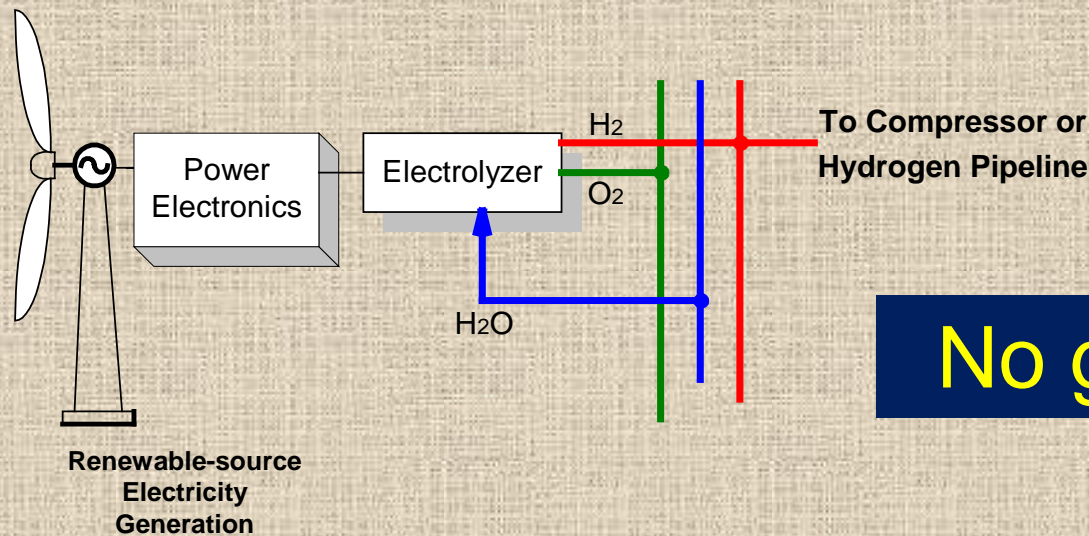 Power
Electronics
Electrolyzer
H2
O2
To Compressor or
Hydrogen Pipeline
H2O
No g
Renewable-source
Electricity
Generation